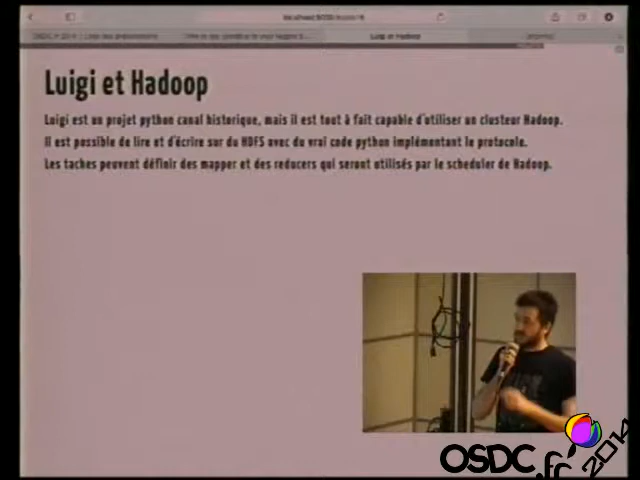 Luigi et Hadoop
Luigi et Hadoop
Luigi est un projet python canal historique, mais il est tout à fait capable d'utiliser un clusteur Hadoop.
Il est possible de lire et d'écrire sur du HDFS avec du vrai code python implémentant le protocole.
Les taches peuvent définir des mapper et des reducers qui seront utilisés par le scheduler de Hadoop.
OSDC.fr 2014